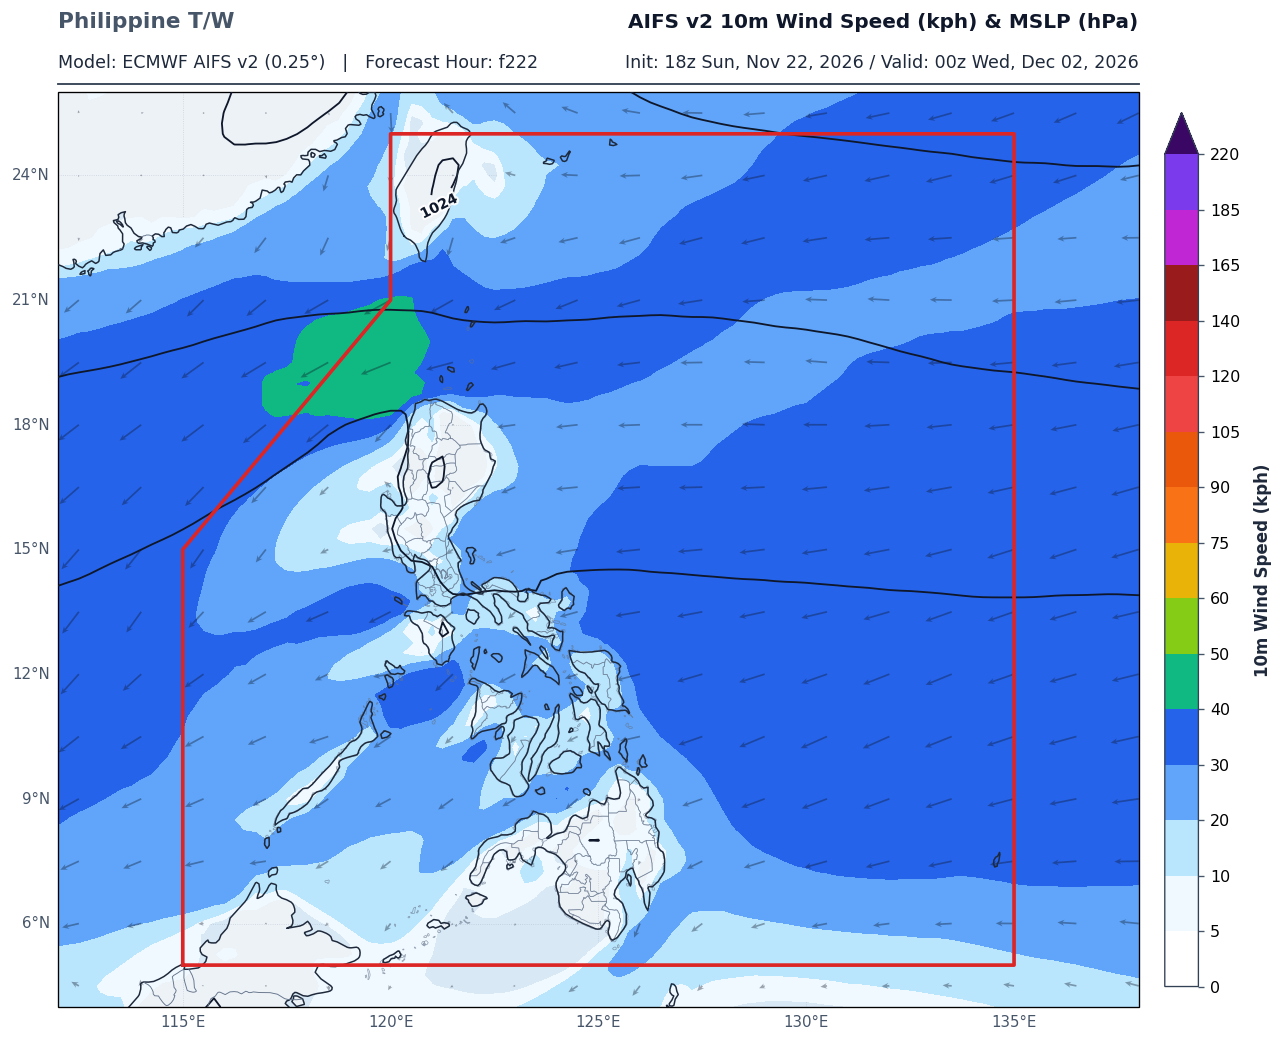 Philippine T/W
AIFS v2 10m Wind Speed (kph) & MSLP (hPa)
Model: ECMWF AIFS v2 (0.25°) | Forecast Hour: f222
Init: 18z Sun, Nov 22, 2026 / Valid: 00z Wed, Dec 02, 2026
24°N
21°N
18°N
15°N
12°N
9°N
6°N
1024
115°E
120°E
125°E
130°E
135°E
220
185
165
140
120
105
90
75
60
50
40
30
20
10
5
0
10m Wind Speed (kph)